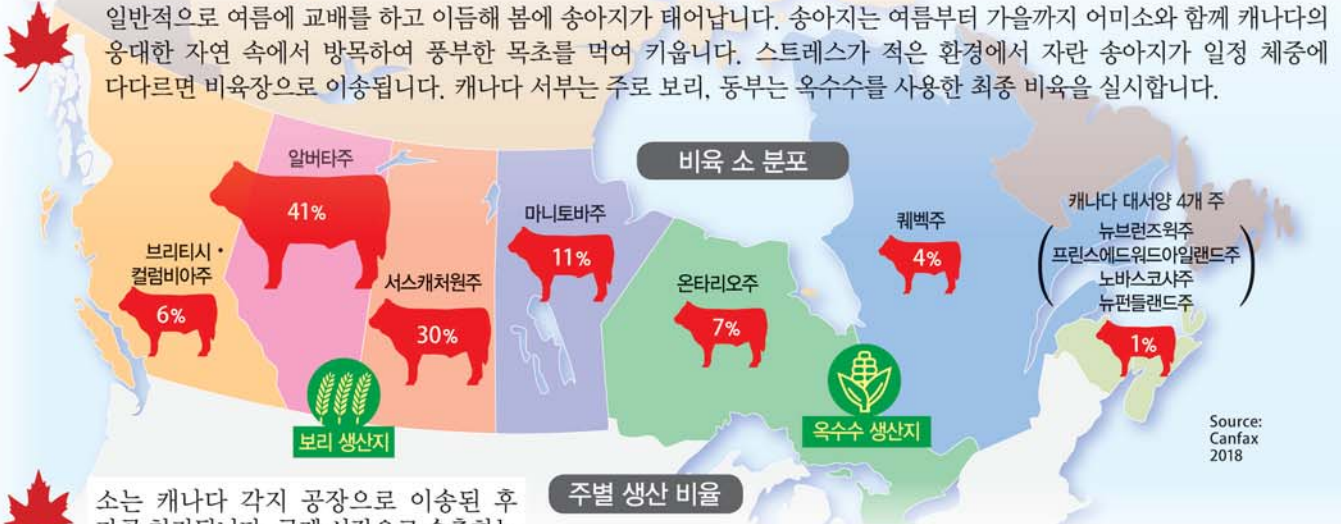 일반적으로 여름에 교배를 하고 이듬해 봄에 송아지가 태어납니다. 송아지는 여름부터 가을까지 어미소와 함께 캐나다의
웅대한 자연 속에서 방목하여 풍부한 목초를 먹여 키웁니다. 스트레스가 적은 환경에서 자란 송아지가 일정 체중에
다다르면 비육장으로 이송됩니다. 캐나다 서부는 주로 보리, 동부는 옥수수를 사용한 최종 비육을 실시합니다.
비육 소 분포
알버타주
41%
브리티시·
컬럼비아주
6%
서스캐처원주
30%
마니토바주
11%
온타리오주
7%
퀘벡주
4%
캐나다 대서양 4개 주
뉴브런즈윅주
프린스에드워드아일랜드주
노바스코샤주
뉴펀들랜드주
1%
보리 생산지
옥수수 생산지
Source:
Canfax
2018
주별 생산 비율
소는 캐나다 각지 공장으로 이송된 후